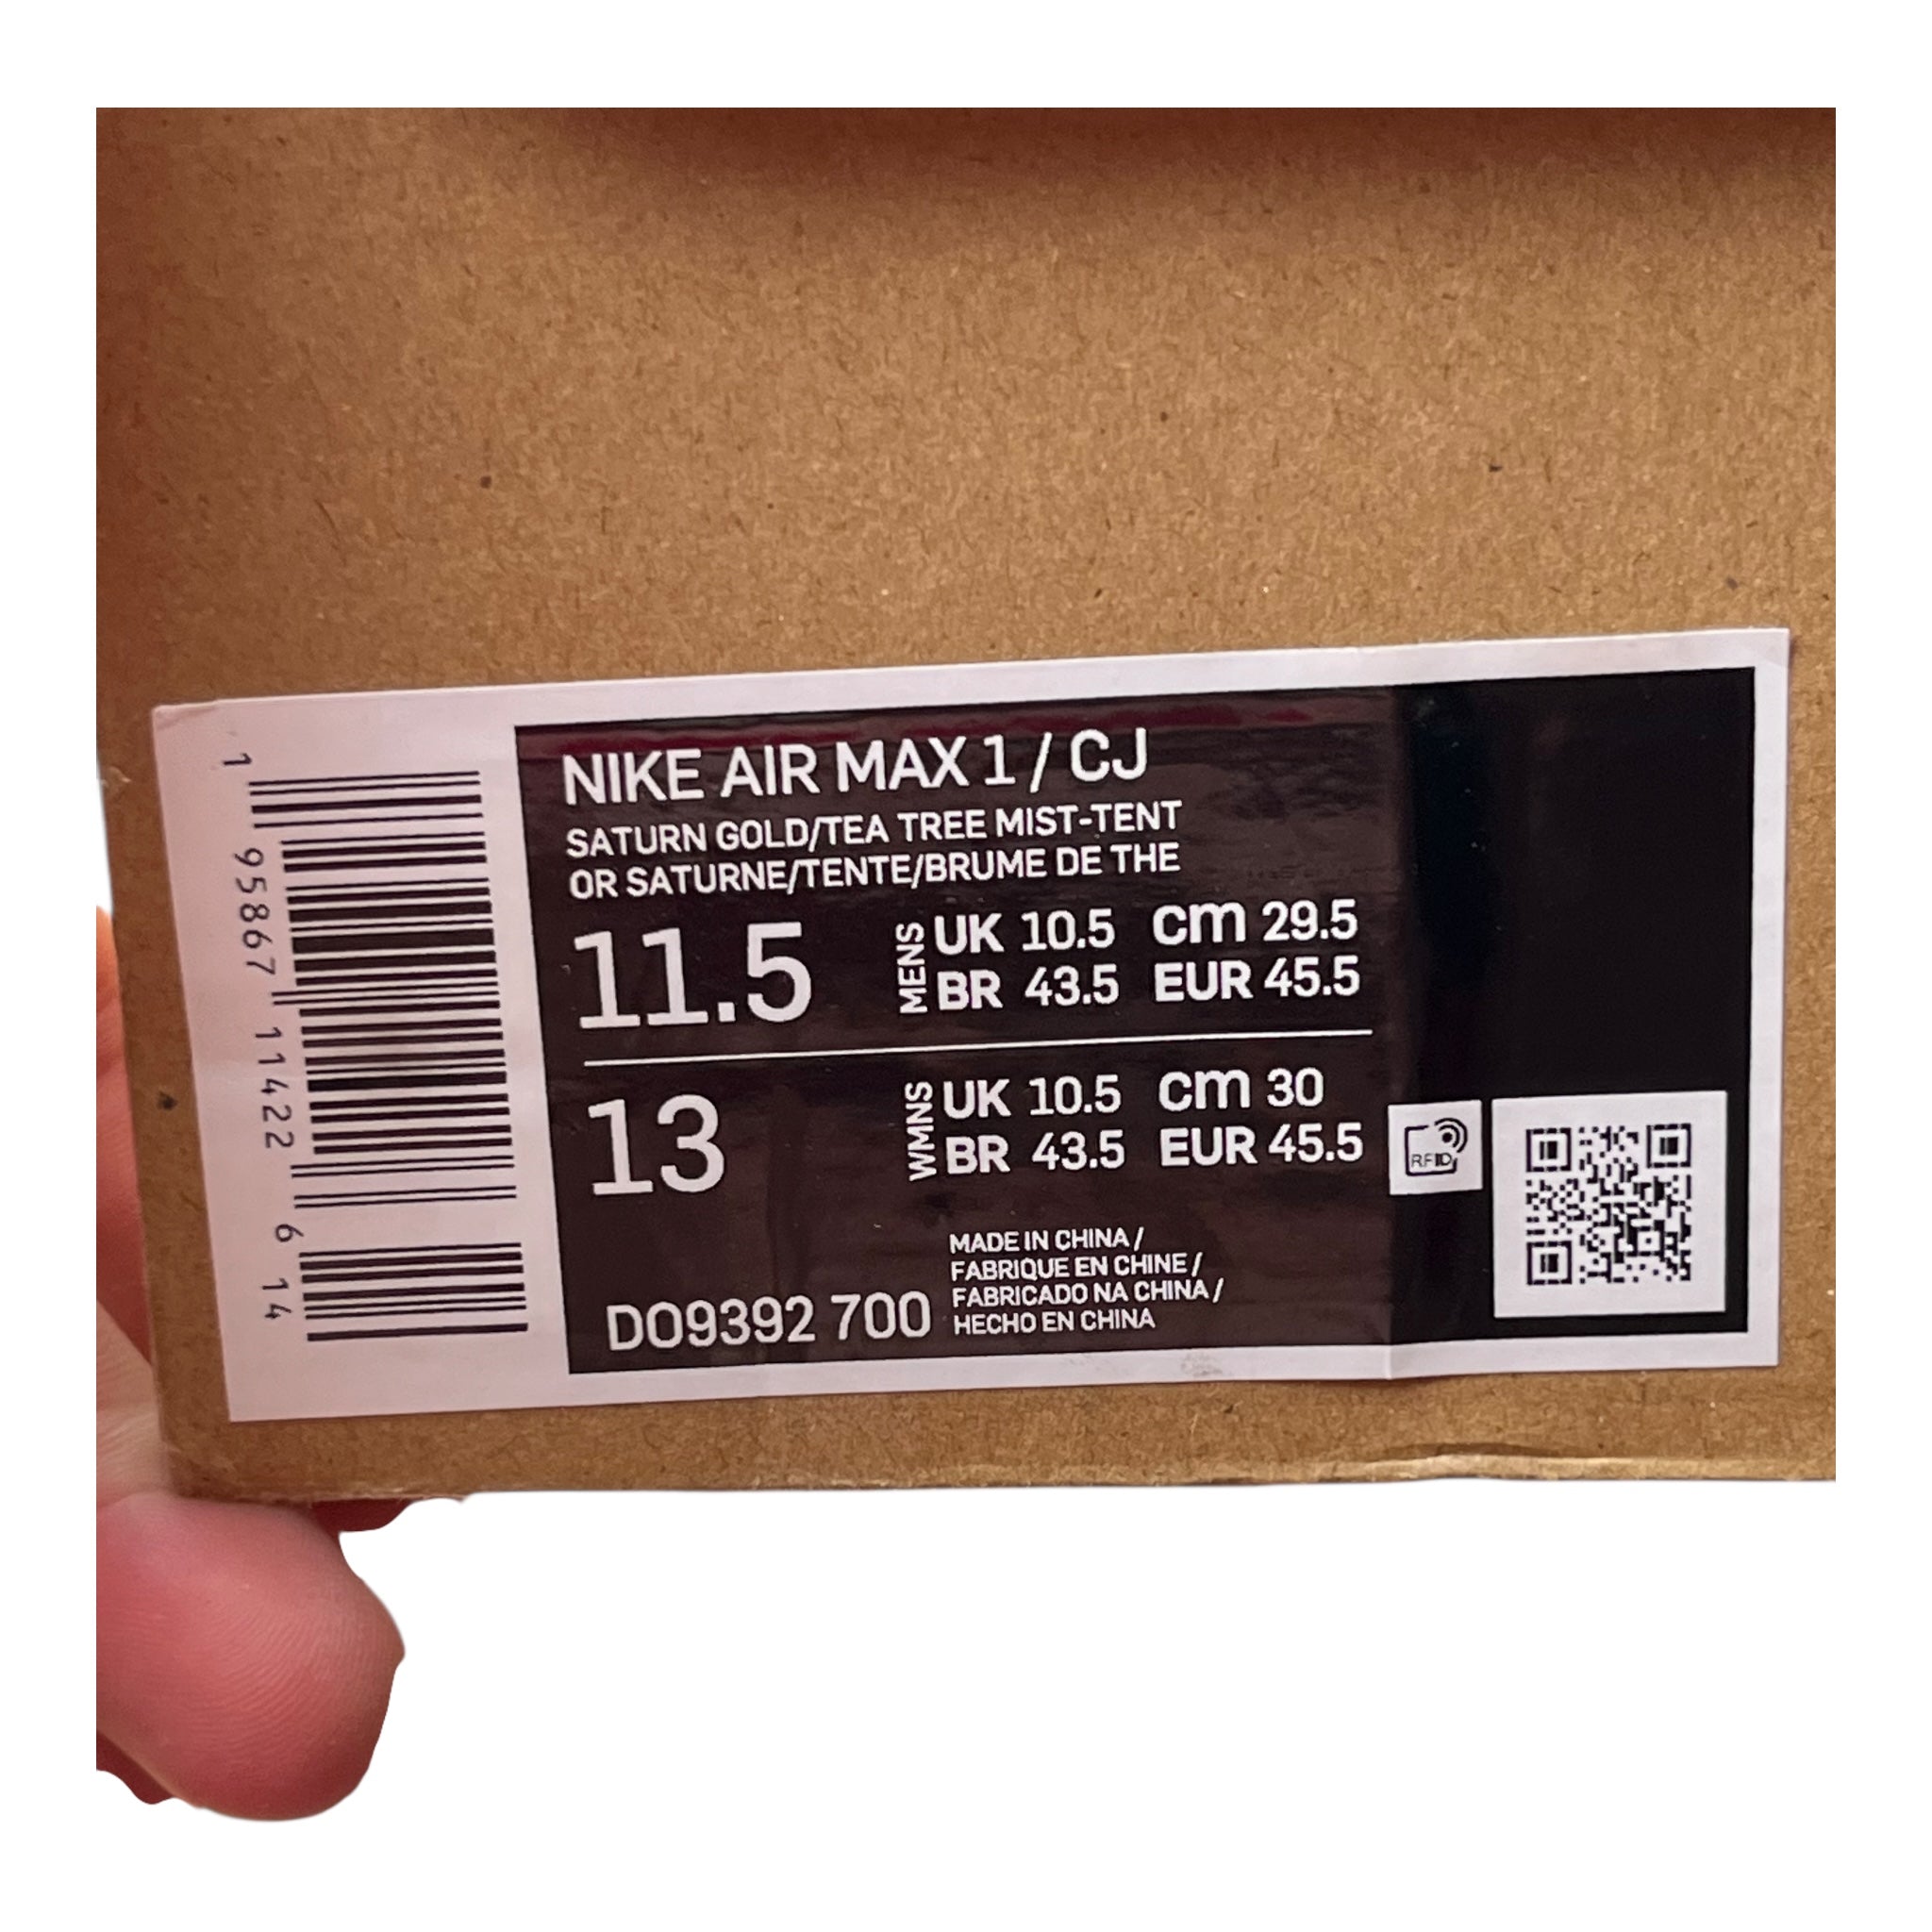 NIKE AIR MAX 1 / CJ
SATURN GOLD/TEA TREE MIST-TENT
OR SATURNE/TENTE/BRUME DE THE
11.5 MENS UK 10.5 cm 29.5
BR 43.5 EUR 45.5
13 WMNS UK 10.5 cm 30
BR 43.5 EUR 45.5
RFID
MADE IN CHINA /
FABRIQUE EN CHINE /
FABRICADO NA CHINA /
HECHO EN CHINA
DO9392 700
1 95867 11422 6 14